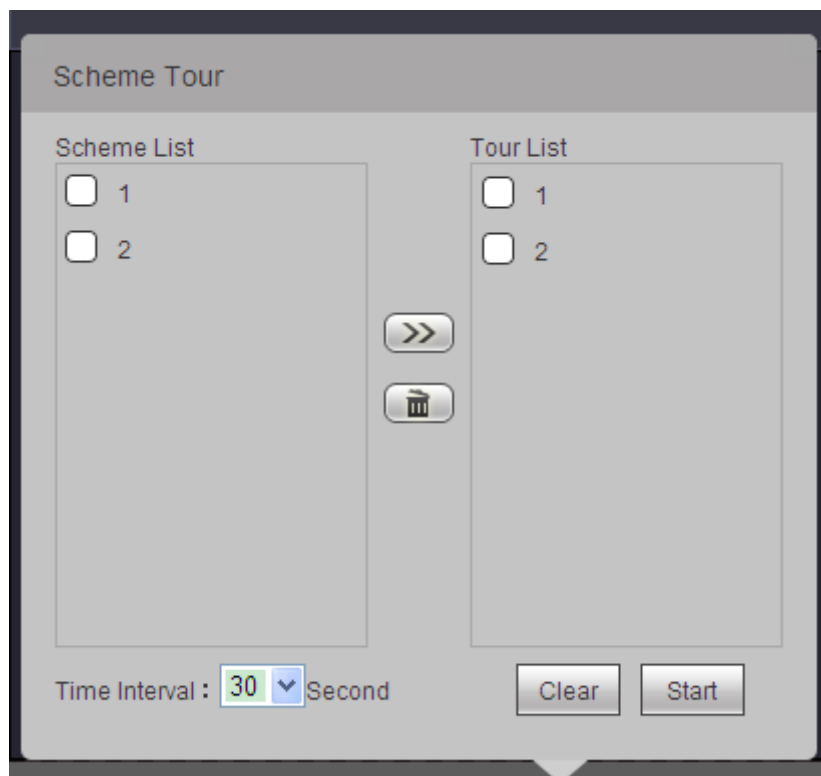 Scheme Tour
Scheme List
1
2
Tour List
1
2
Time Interval : 30 Second
Clear
Start